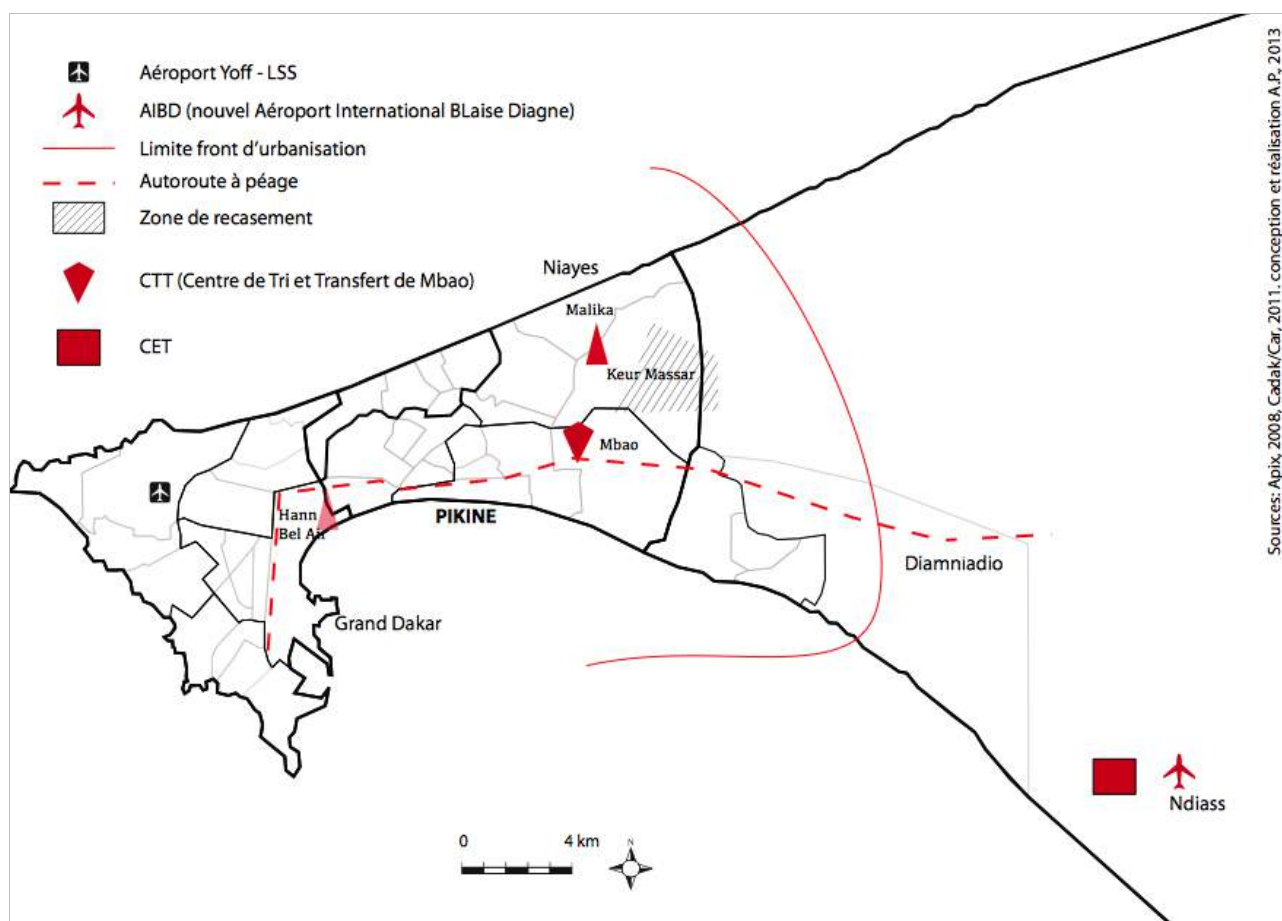 Aéroport Yoff - LSS
AIBD (nouvel Aéroport International BLaise Diagne)
Limite front d'urbanisation
Autoroute à péage
Zone de recasement
CTT (Centre de Tri et Transfert de Mbao)
CET
Niayes
Malika
Keur Massar
Mbao
Hann
Bel Air
PIKINE
Grand Dakar
Diamniadio
Ndiass
0 4 km
N
Sources: Apix, 2008, Cadak/Car, 2011. conception et réalisation A.P, 2013